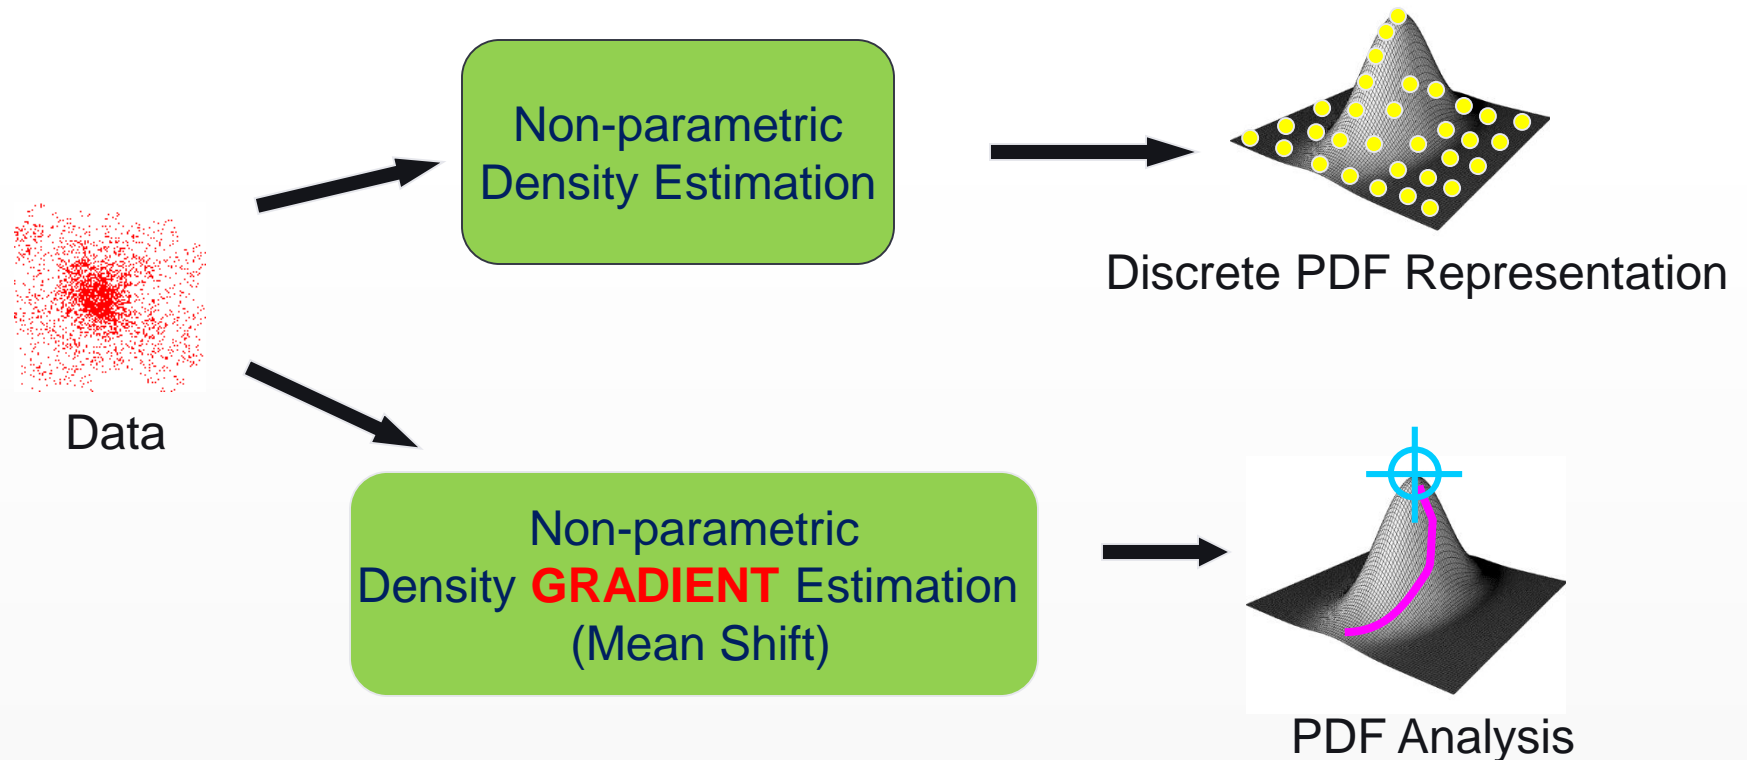 Non-parametric
Density Estimation
Discrete PDF Representation
Data
Non-parametric
Density GRADIENT Estimation
(Mean Shift)
PDF Analysis